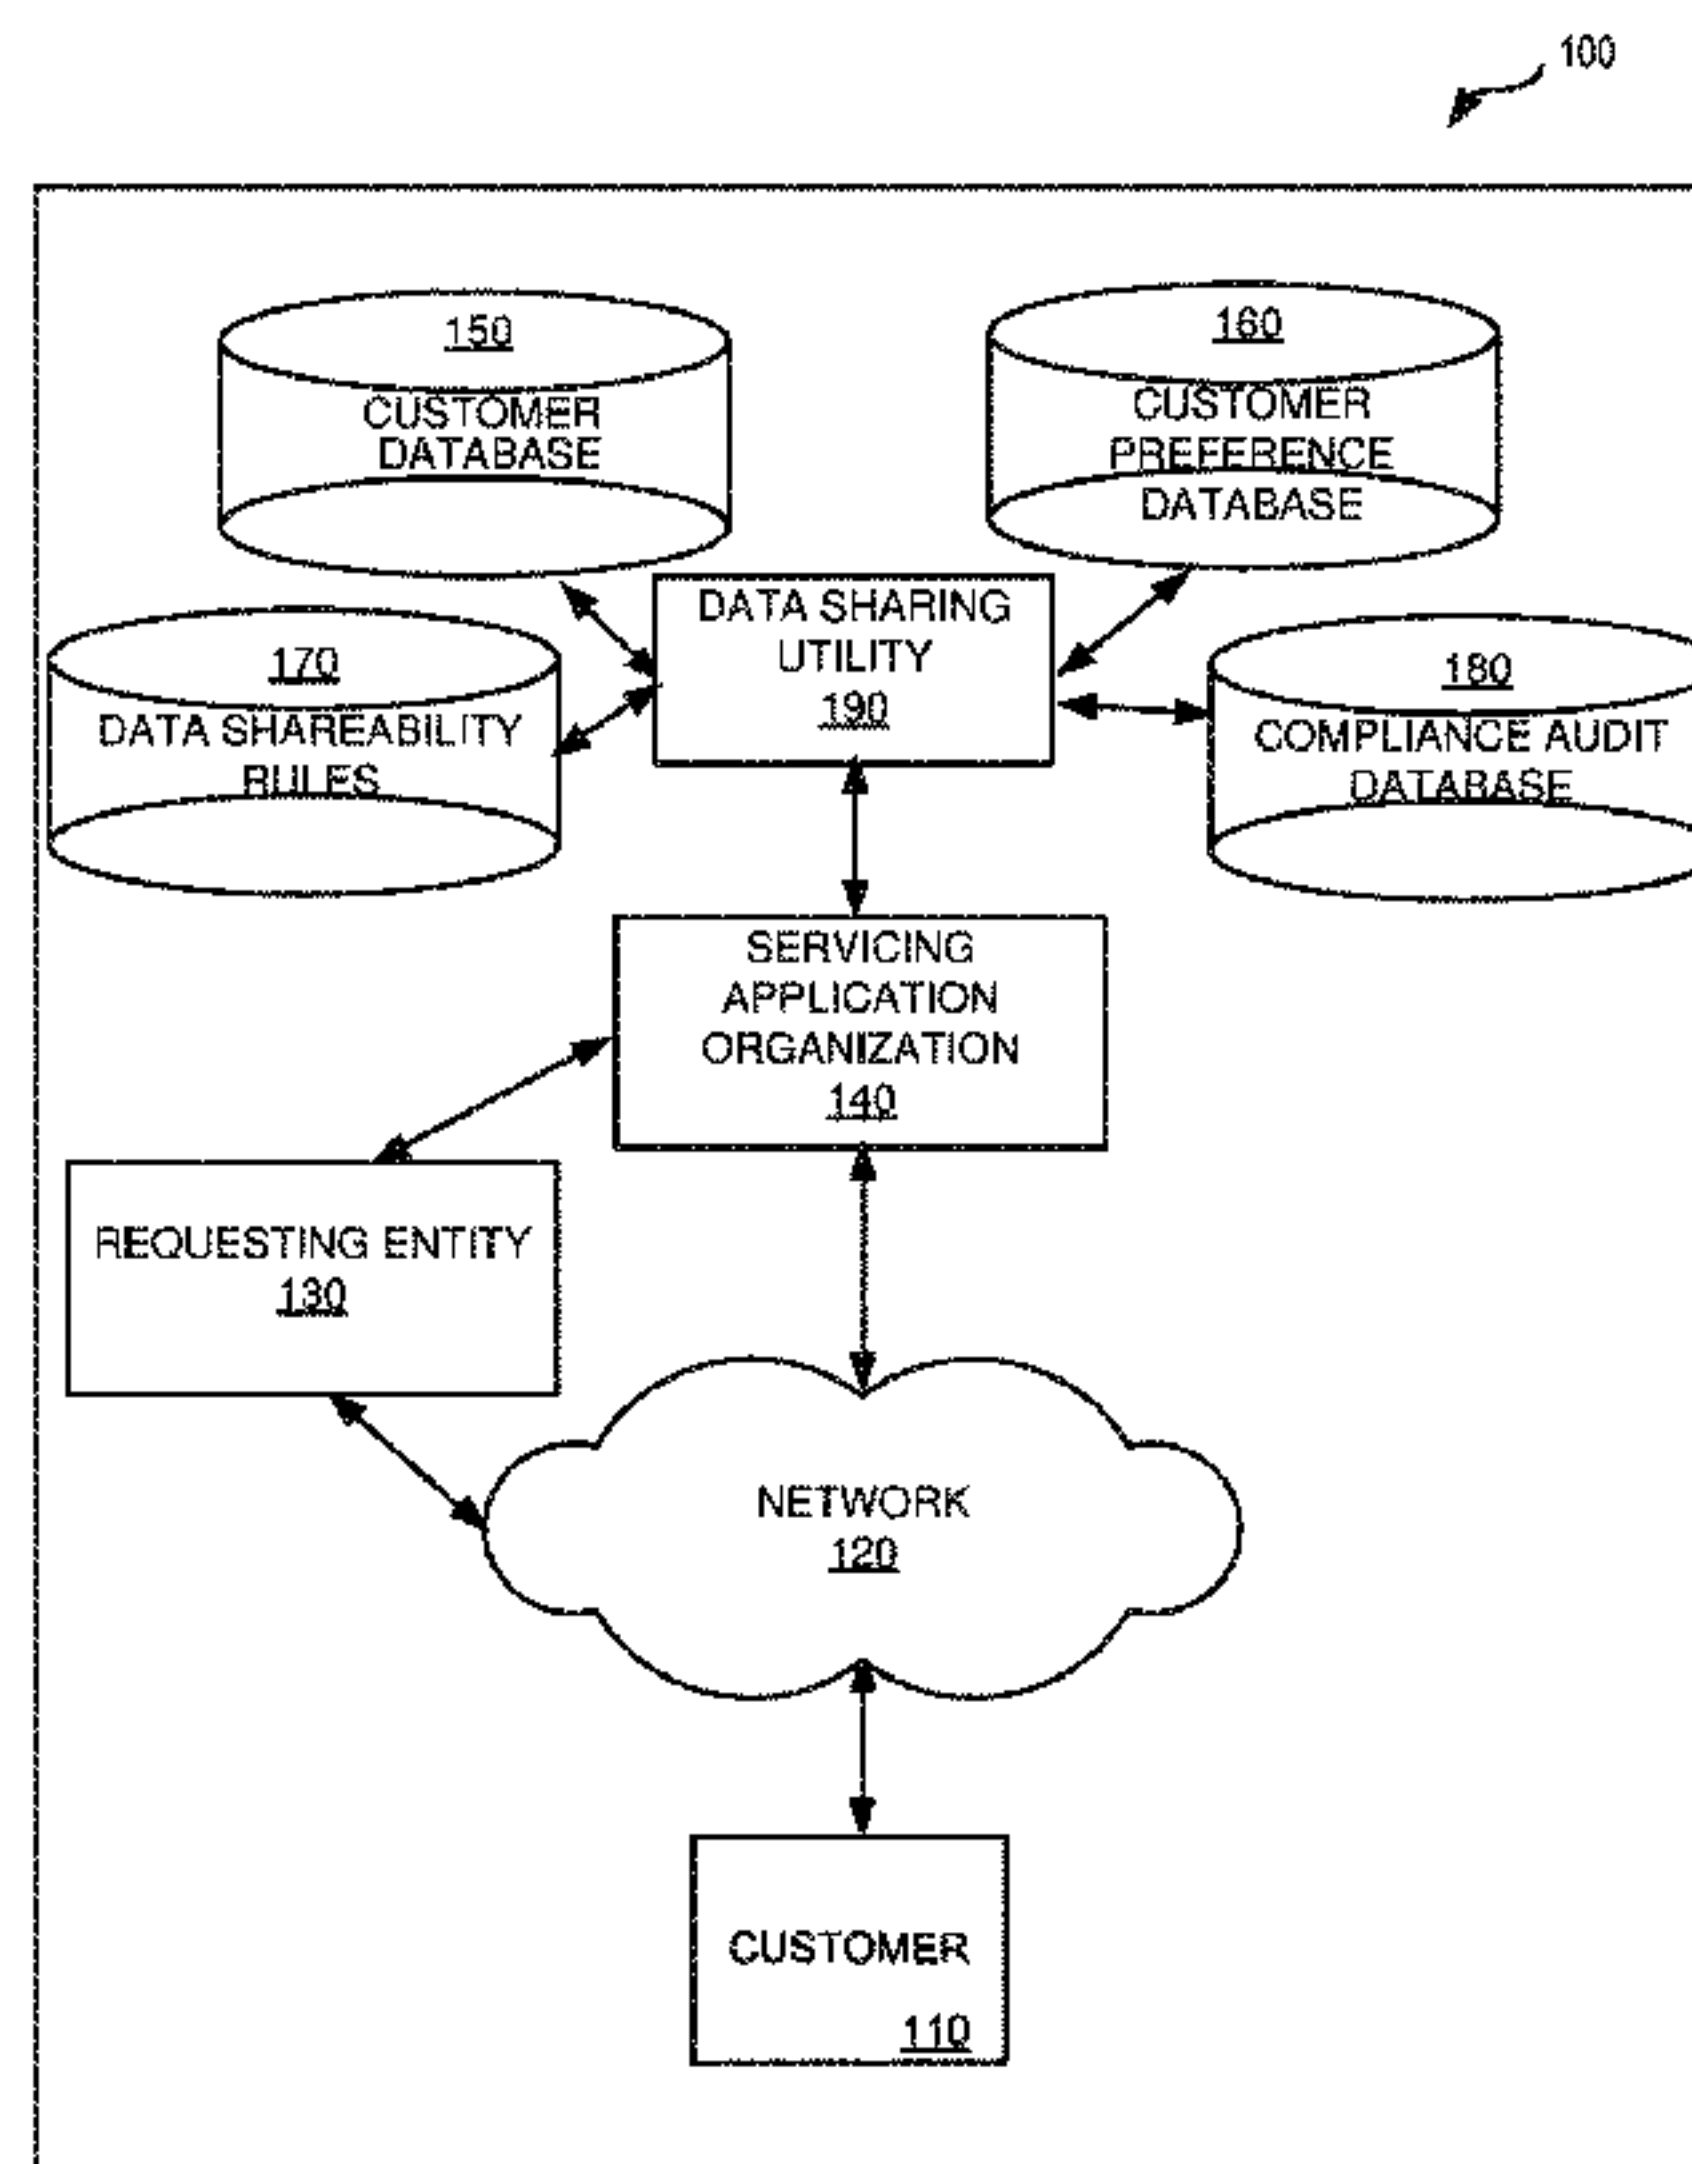 100
150
CUSTOMER
DATABASE
160
CUSTOMER
PREFERENCE
DATABASE
DATA SHARING
UTILITY
190
170
DATA SHAREABILITY
RULES
180
COMPLIANCE AUDIT
DATABASE
SERVICING
APPLICATION
ORGANIZATION
140
REQUESTING ENTITY
130
NETWORK
120
CUSTOMER
110